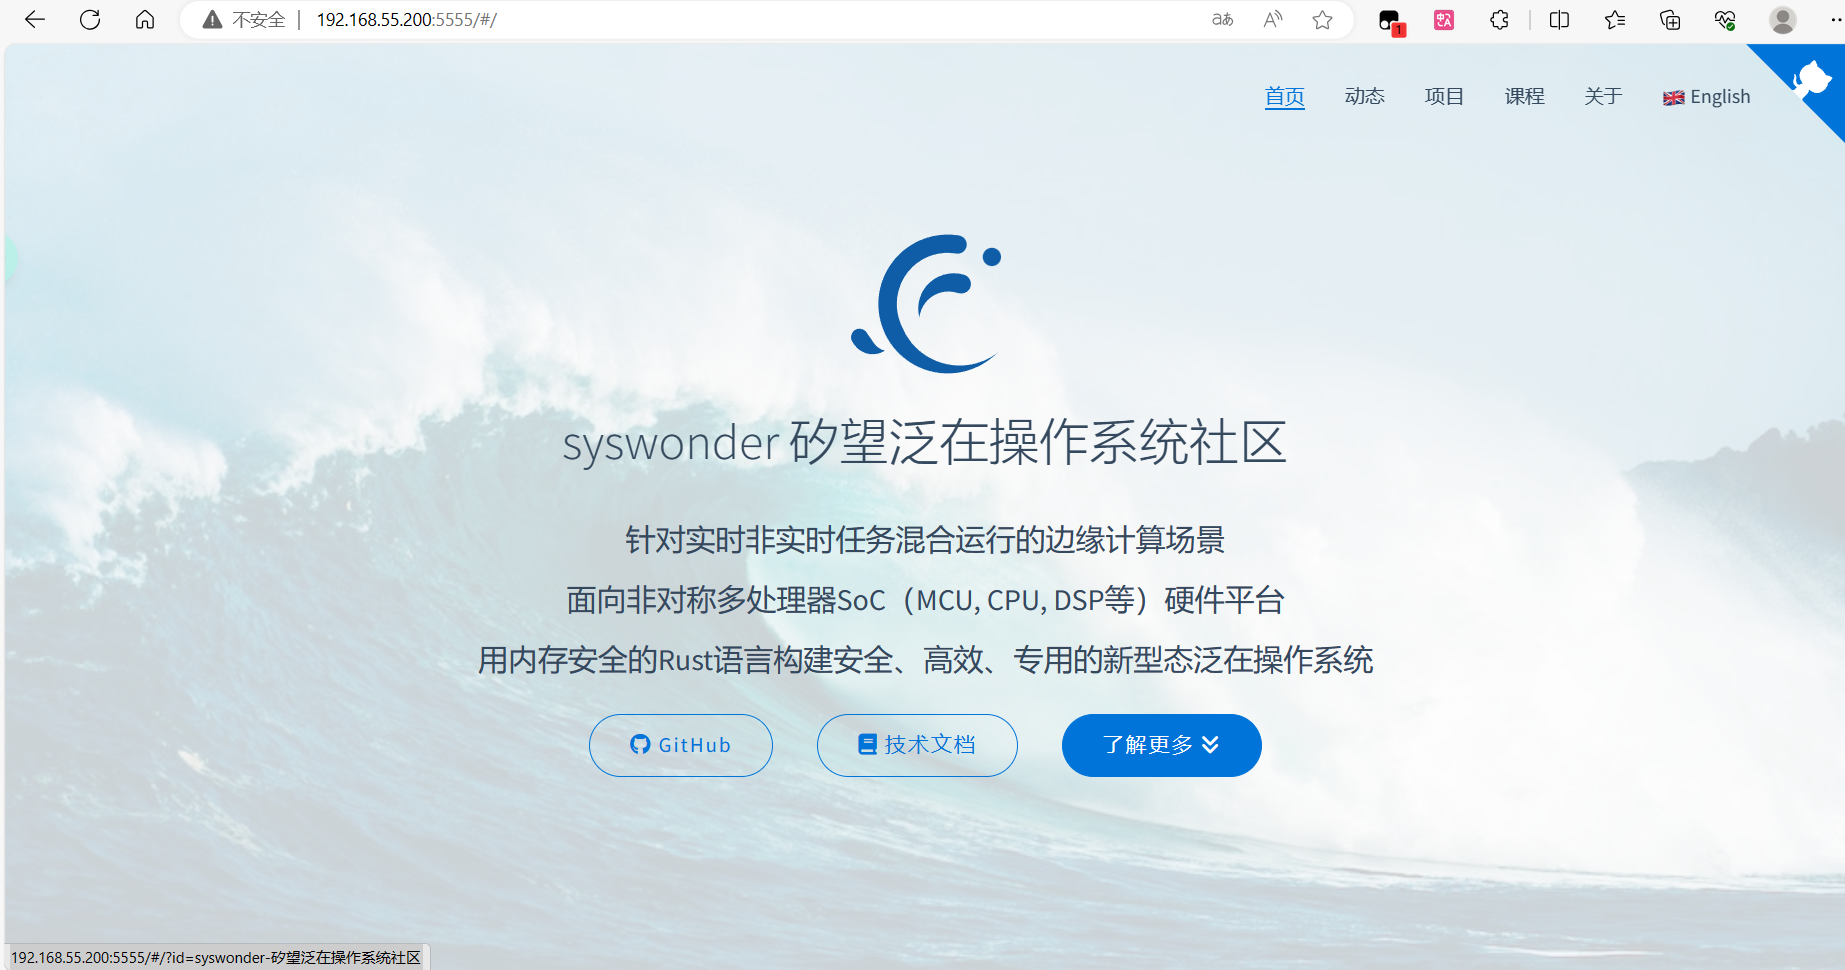 不安全 | 192.168.55.200:5555/#/
aあ
A
1
中A
首页 动态 项目 课程 关于 English
syswonder 矽望泛在操作系统社区
针对实时非实时任务混合运行的边缘计算场景
面向非对称多处理器SoC（MCU, CPU, DSP等）硬件平台
用内存安全的Rust语言构建安全、高效、专用的新型态泛在操作系统
GitHub 技术文档 了解更多
192.168.55.200:5555/#/?id=syswonder-矽望泛在操作系统社区